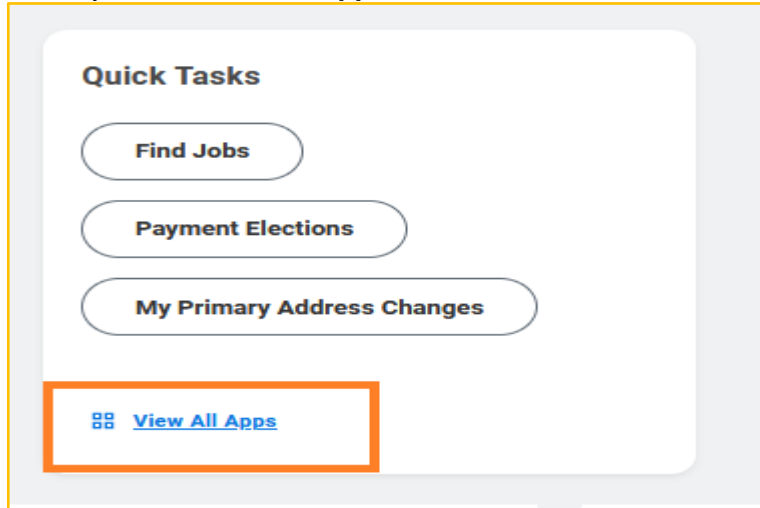 Quick Tasks
Find Jobs
Payment Elections
My Primary Address Changes
View All Apps